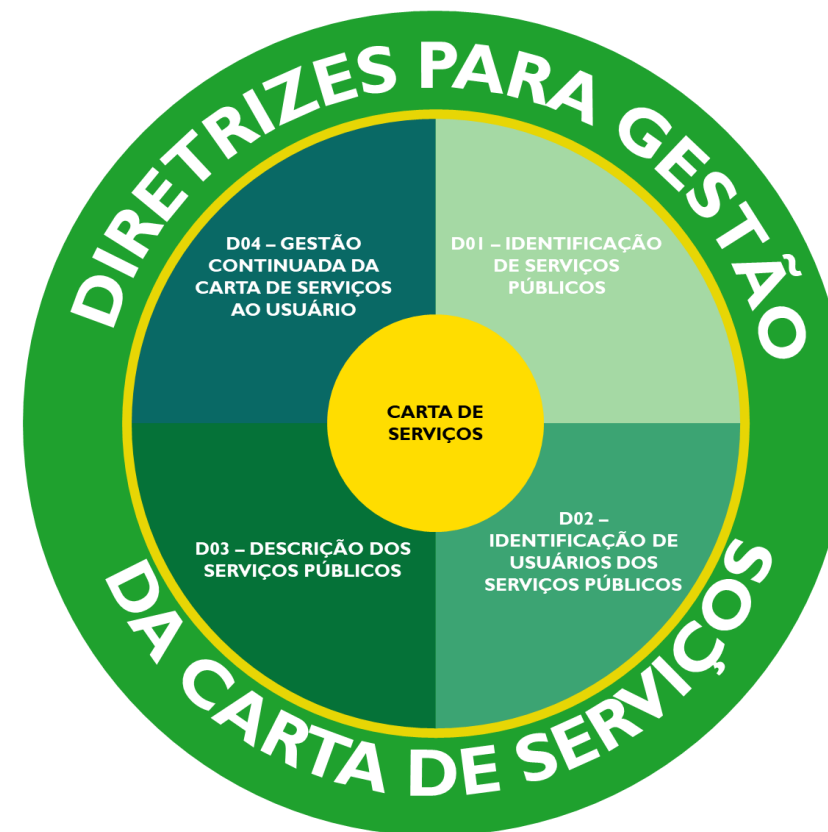 DIRETRIZES PARA GESTÃO
D04 – GESTÃO
CONTINUADA DA
CARTA DE SERVIÇOS
AO USUÁRIO
D01 – IDENTIFICAÇÃO
DE SERVIÇOS
PÚBLICOS
CARTA DE
SERVIÇOS
D03 – DESCRIÇÃO DOS
SERVIÇOS PÚBLICOS
D02 –
IDENTIFICAÇÃO DE
USUÁRIOS DOS
SERVIÇOS PÚBLICOS
DA CARTA DE SERVIÇOS